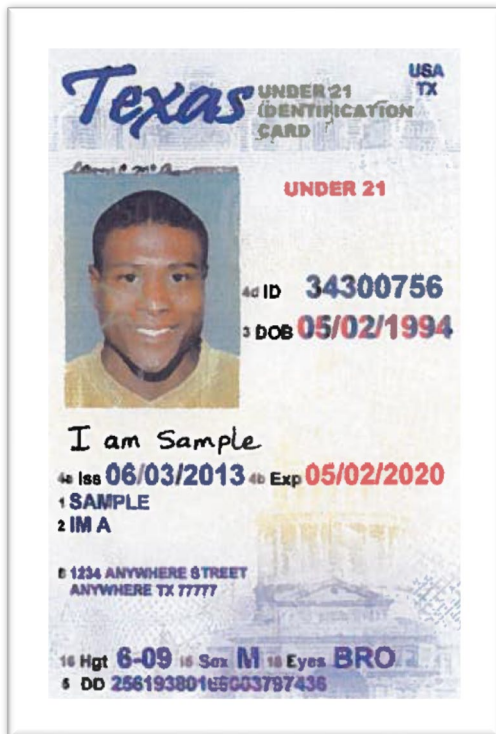 USA
TX
Texas
UNDER 21
IDENTIFICATION
CARD
UNDER 21
4d ID 34300756
3 DOB 05/02/1994
I am Sample
4a Iss 06/03/2013 4b Exp 05/02/2020
1 SAMPLE
2 IM A
8 1234 ANYWHERE STREET
ANYWHERE TX 77777
16 Hgt 6-09 15 Sex M 18 Eyes BRO
5 DD